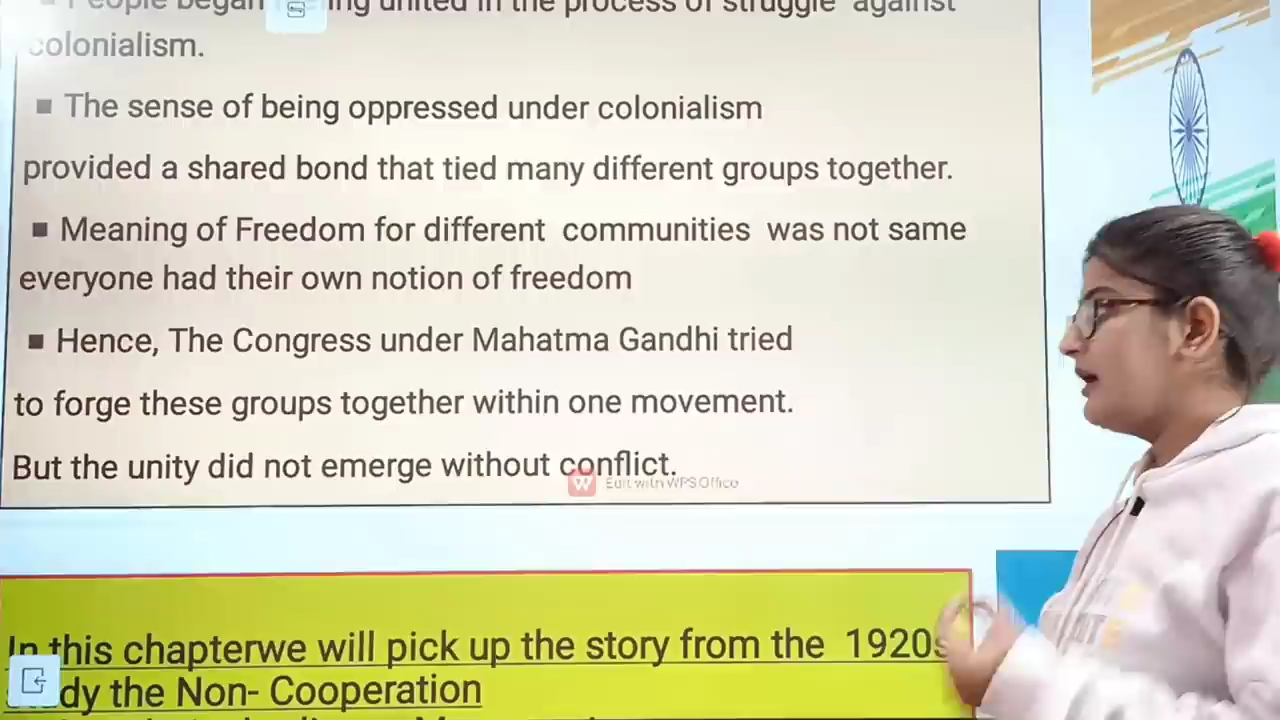 People began
united in the process of struggle against
colonialism.
▪ The sense of being oppressed under colonialism
provided a shared bond that tied many different groups together.
▪ Meaning of Freedom for different communities was not same
everyone had their own notion of freedom
▪ Hence, The Congress under Mahatma Gandhi tried
to forge these groups together within one movement.
But the unity did not emerge without conflict.
Edit with WPS Office
In this chapterwe will pick up the story from the 1920s
the Non- Cooperation